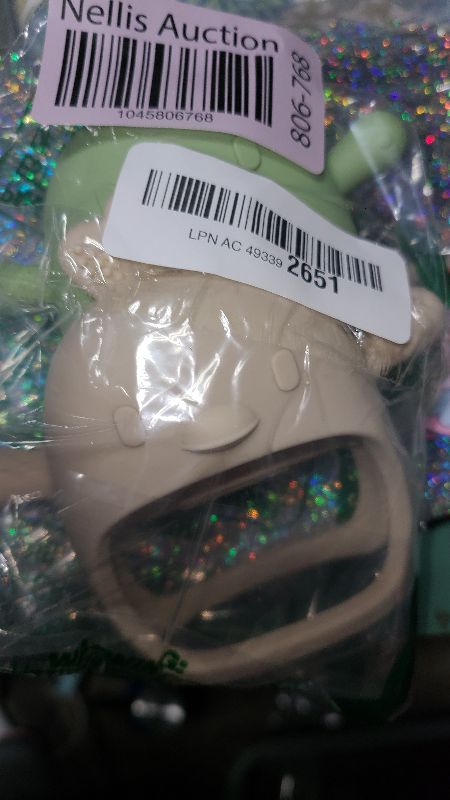 Nellis Auction
1045806768
806-768
LPN AC 49339 2651